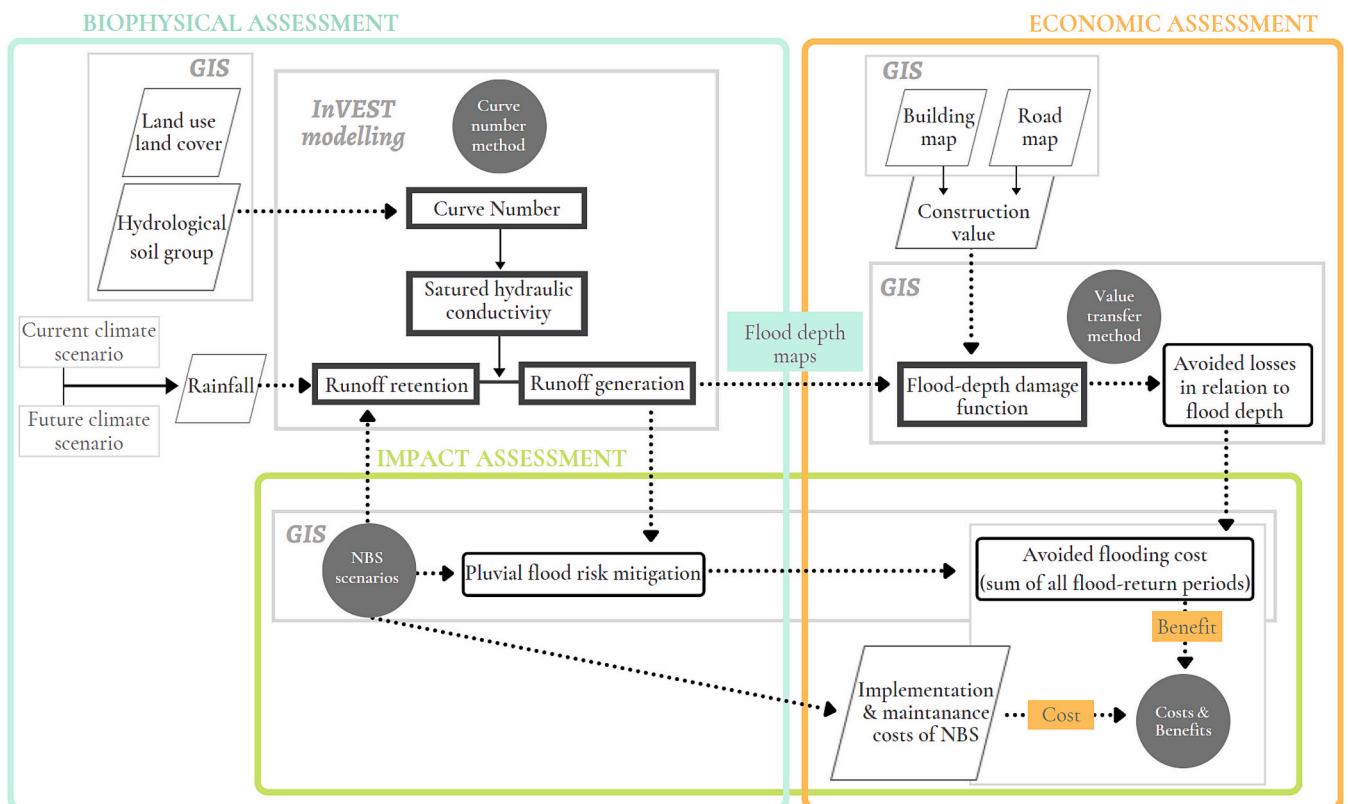 BIOPHYSICAL ASSESSMENT
ECONOMIC ASSESSMENT
GIS
Land use
land cover
Hydrological
soil group
InVEST
modelling
Curve
number
method
Curve Number
Satured hydraulic
conductivity
Current climate
scenario
Future climate
scenario
Rainfall
Runoff retention
Runoff generation
Flood depth
maps
GIS
Building
map
Road
map
Construction
value
GIS
Value
transfer
method
Flood-depth damage
function
Avoided losses
in relation to
flood depth
IMPACT ASSESSMENT
GIS
NBS
scenarios
Pluvial flood risk mitigation
Avoided flooding cost
(sum of all flood-return periods)
Benefit
Implementation
& maintanance
costs of NBS
Cost
Costs &
Benefits